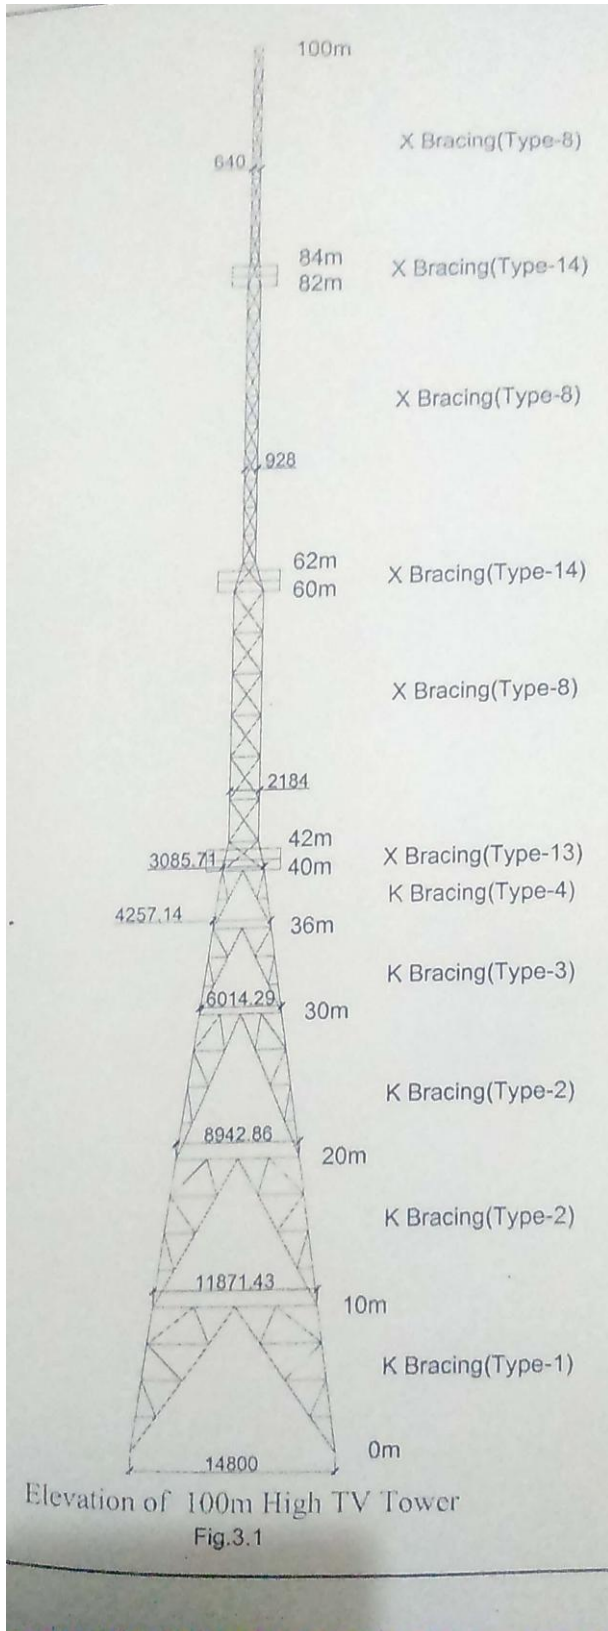 100m
X Bracing(Type-8)
640
84m
X Bracing(Type-14)
82m
X Bracing(Type-8)
928
62m
X Bracing(Type-14)
60m
X Bracing(Type-8)
2184
42m
X Bracing(Type-13)
3085.71
40m
K Bracing(Type-4)
4257.14
36m
K Bracing(Type-3)
6014.29
30m
K Bracing(Type-2)
8942.86
20m
K Bracing(Type-2)
11871.43
10m
K Bracing(Type-1)
0m
14800
Elevation of 100m High TV Tower
Fig.3.1